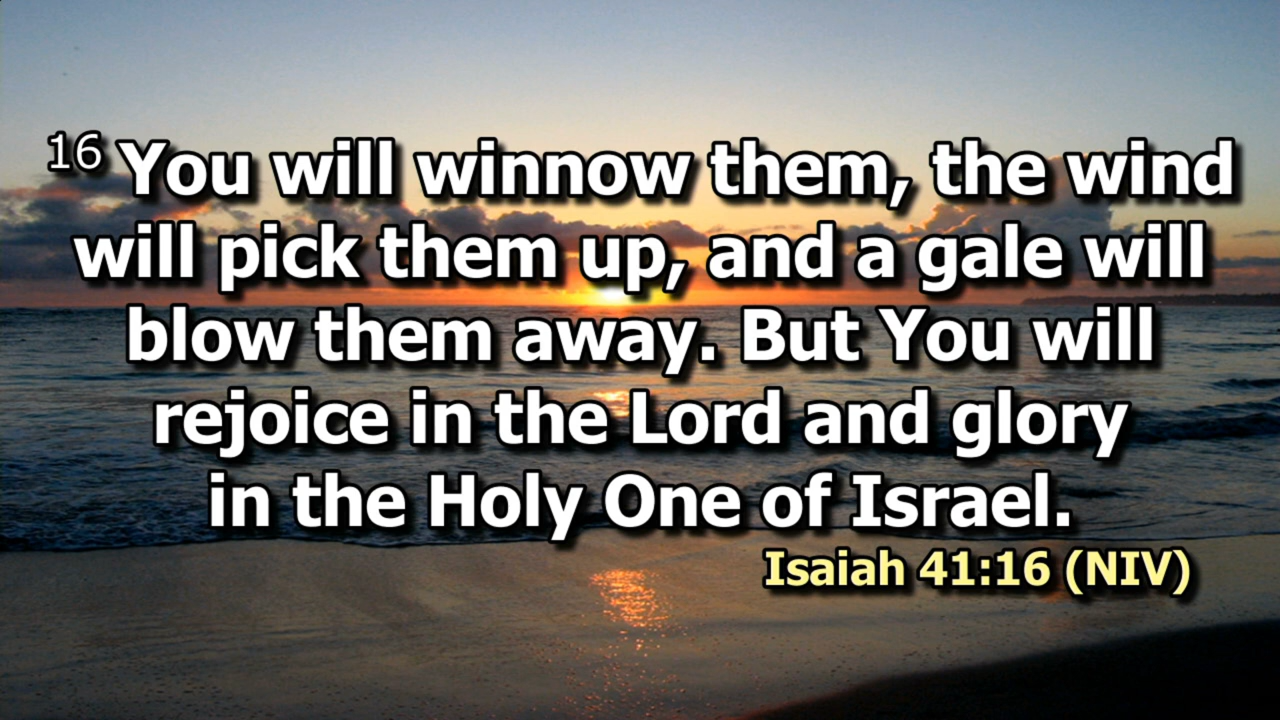 16 You will winnow them, the wind
will pick them up, and a gale will
blow them away. But You will
rejoice in the Lord and glory
in the Holy One of Israel.
Isaiah 41:16 (NIV)